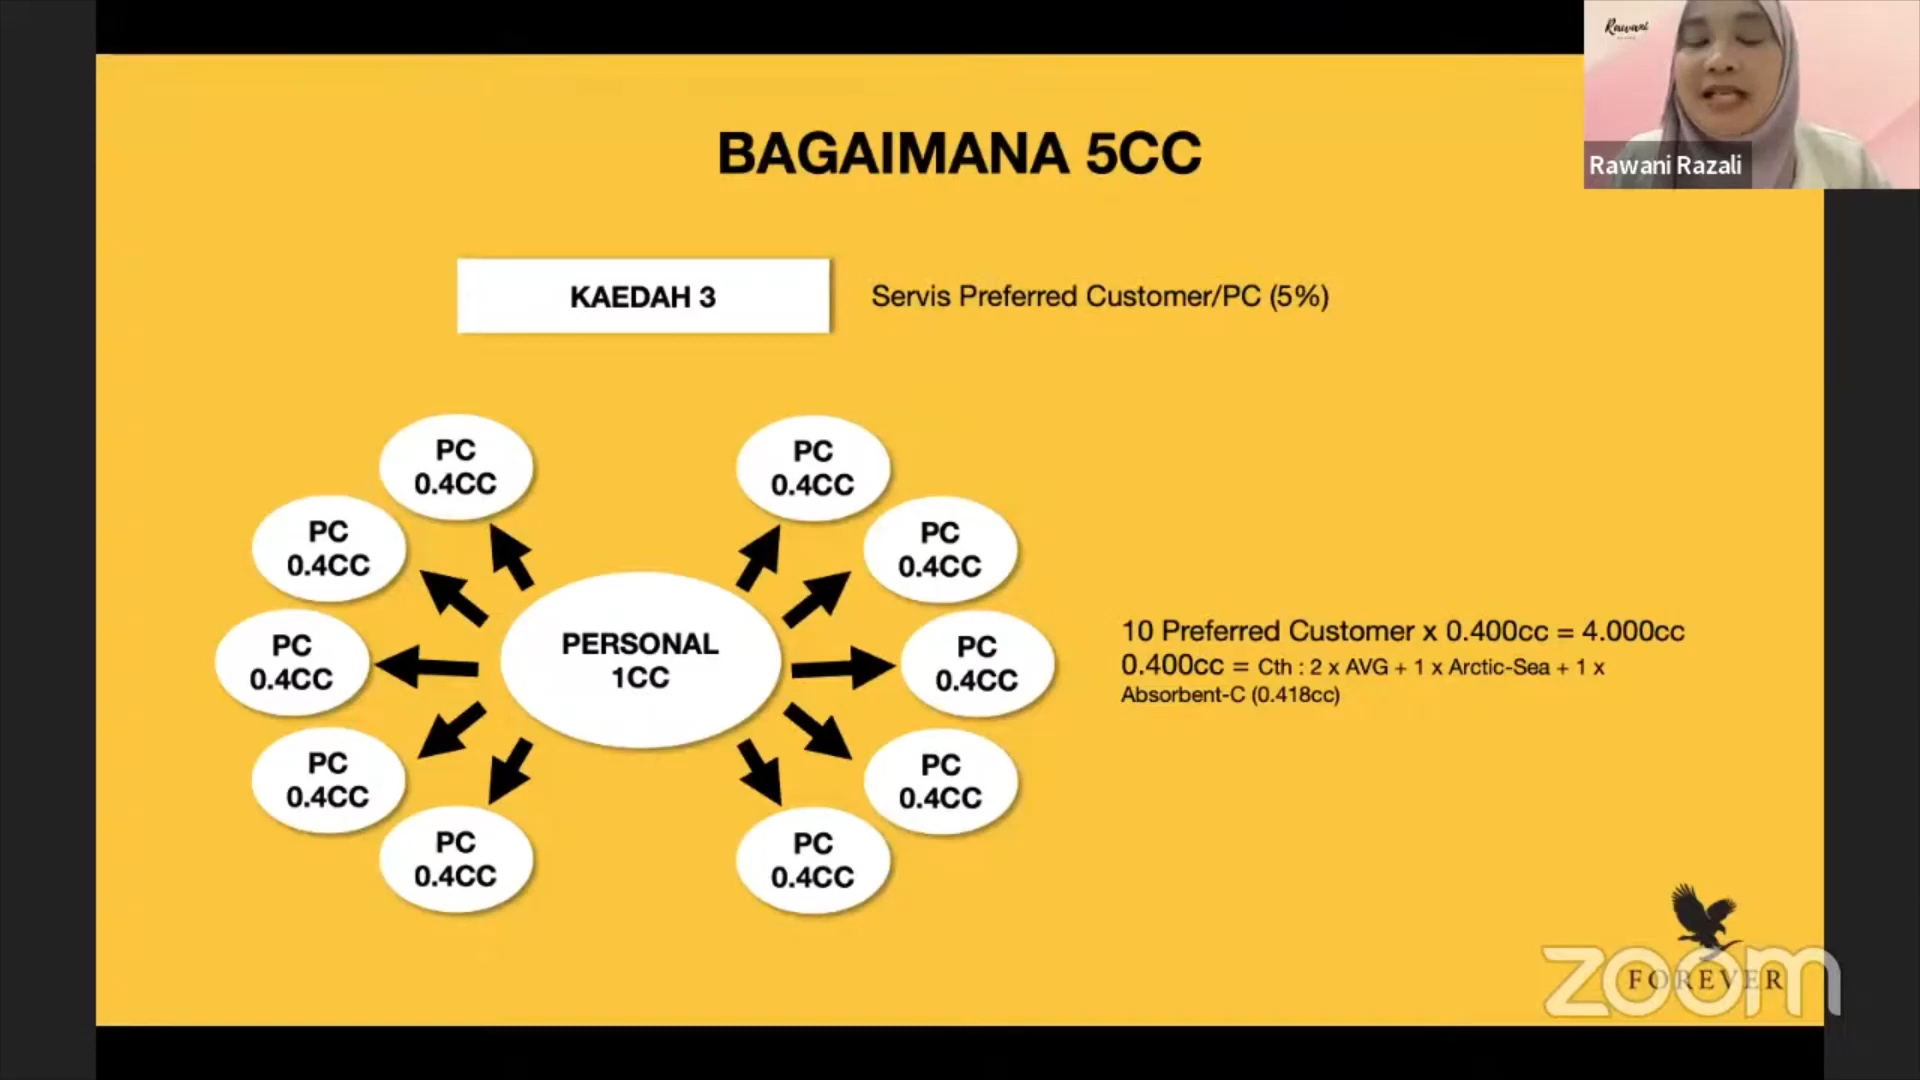 Rawani
Rawani Razali
BAGAIMANA 5CC
KAEDAH 3
Servis Preferred Customer/PC (5%)
PC
0.4CC
PC
0.4CC
PC
0.4CC
PC
0.4CC
PC
0.4CC
PERSONAL
1CC
PC
0.4CC
PC
0.4CC
PC
0.4CC
PC
0.4CC
PC
0.4CC
10 Preferred Customer x 0.400cc = 4.000cc
0.400cc = Cth : 2 x AVG + 1 x Arctic-Sea + 1 x
Absorbent-C (0.418cc)
FOREVER
zoom